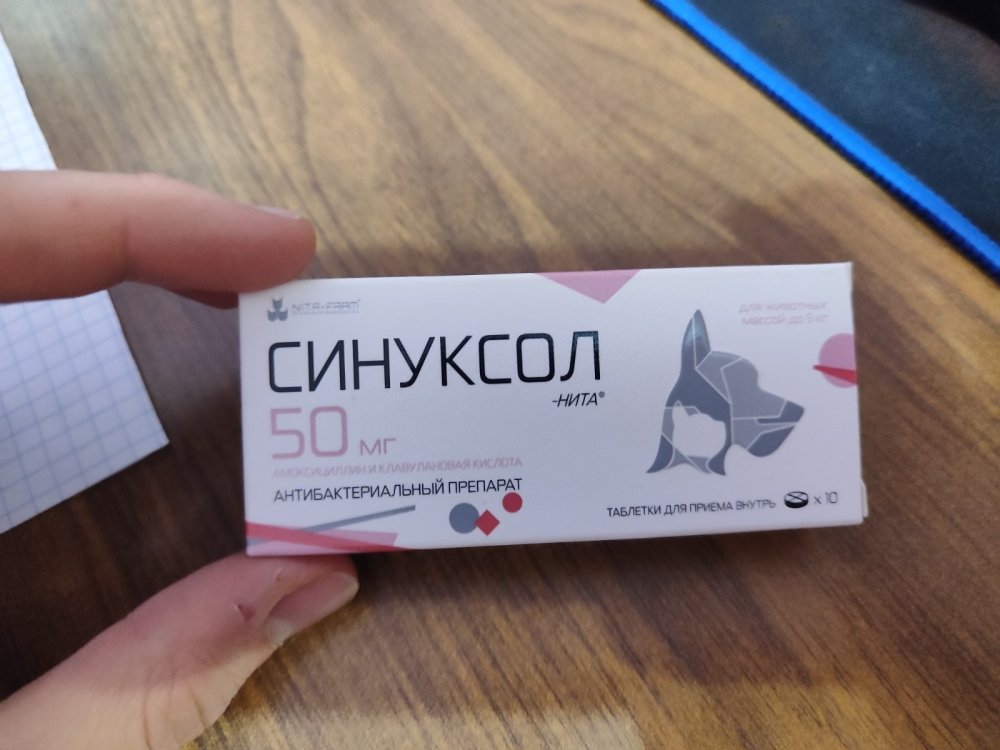 NITA-FARM
для животных
массой до 5 кг
СИНУКСОЛ
-НИТА®
50 мг
АМОКСИЦИЛЛИН И КЛАВУЛАНОВАЯ КИСЛОТА
АНТИБАКТЕРИАЛЬНЫЙ ПРЕПАРАТ
ТАБЛЕТКИ ДЛЯ ПРИЕМА ВНУТРЬ x 10